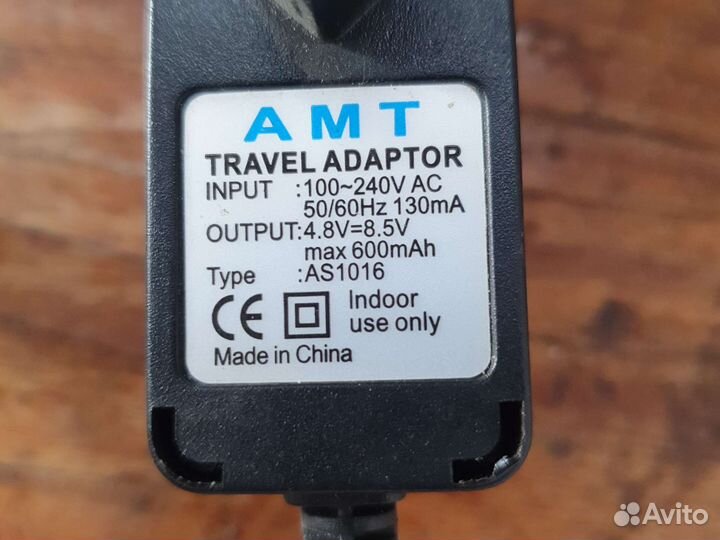 AMT
TRAVEL ADAPTOR
INPUT :100~240V AC
50/60Hz 130mA
OUTPUT:4.8V=8.5V
max 600mAh
Type :AS1016
CE Indoor
use only
Made in China
Avito